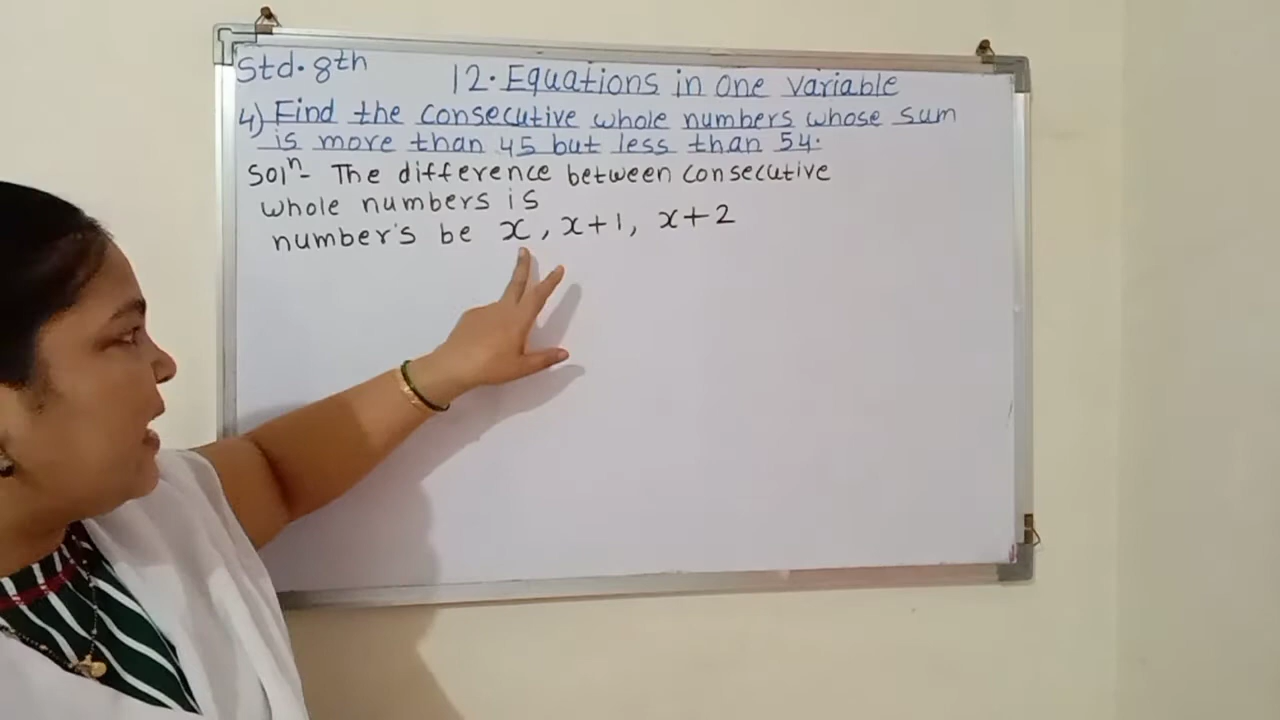 Std. 8th
12. Equations in one variable
4) Find the consecutive whole numbers whose sum
is more than 45 but less than 54.
Solⁿ- The difference between consecutive
whole numbers is
number's be x, x+1, x+2